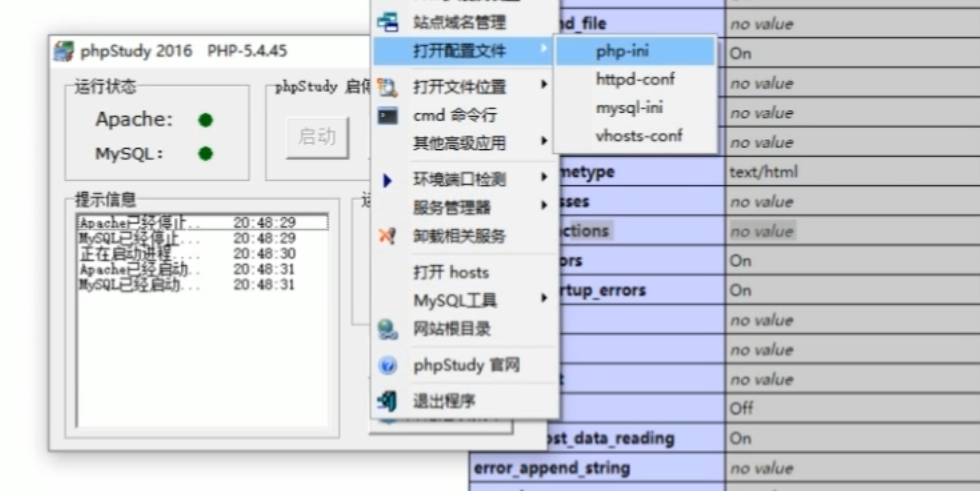 phpStudy 2016 PHP-5.4.45
运行状态
Apache:
MySQL:
phpStudy 启
启动
提示信息
Apache已经停止... 20:48:29
MySQL已经停止... 20:48:29
正在启动进程.... 20:48:30
Apache已经启动... 20:48:31
MySQL已经启动... 20:48:31
站点域名管理
打开配置文件
打开文件位置
cmd 命令行
其他高级应用
环境端口检测
服务管理器
卸载相关服务
打开 hosts
MySQL工具
网站根目录
phpStudy 官网
退出程序
php-ini
httpd-conf
mysql-ini
vhosts-conf
d_file no value
On
no value
no value
no value
metype text/html
sses no value
ctions no value
ors On
rtup_errors On
no value
no value
t no value
Off
ost_data_reading On
error_append_string no value